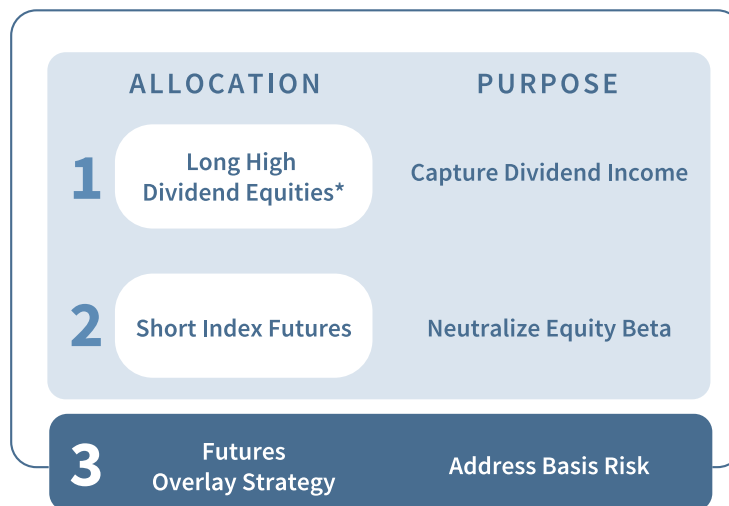 ALLOCATION PURPOSE
1 Long High
Dividend Equities* Capture Dividend Income
2 Short Index Futures Neutralize Equity Beta
3 Futures
Overlay Strategy Address Basis Risk